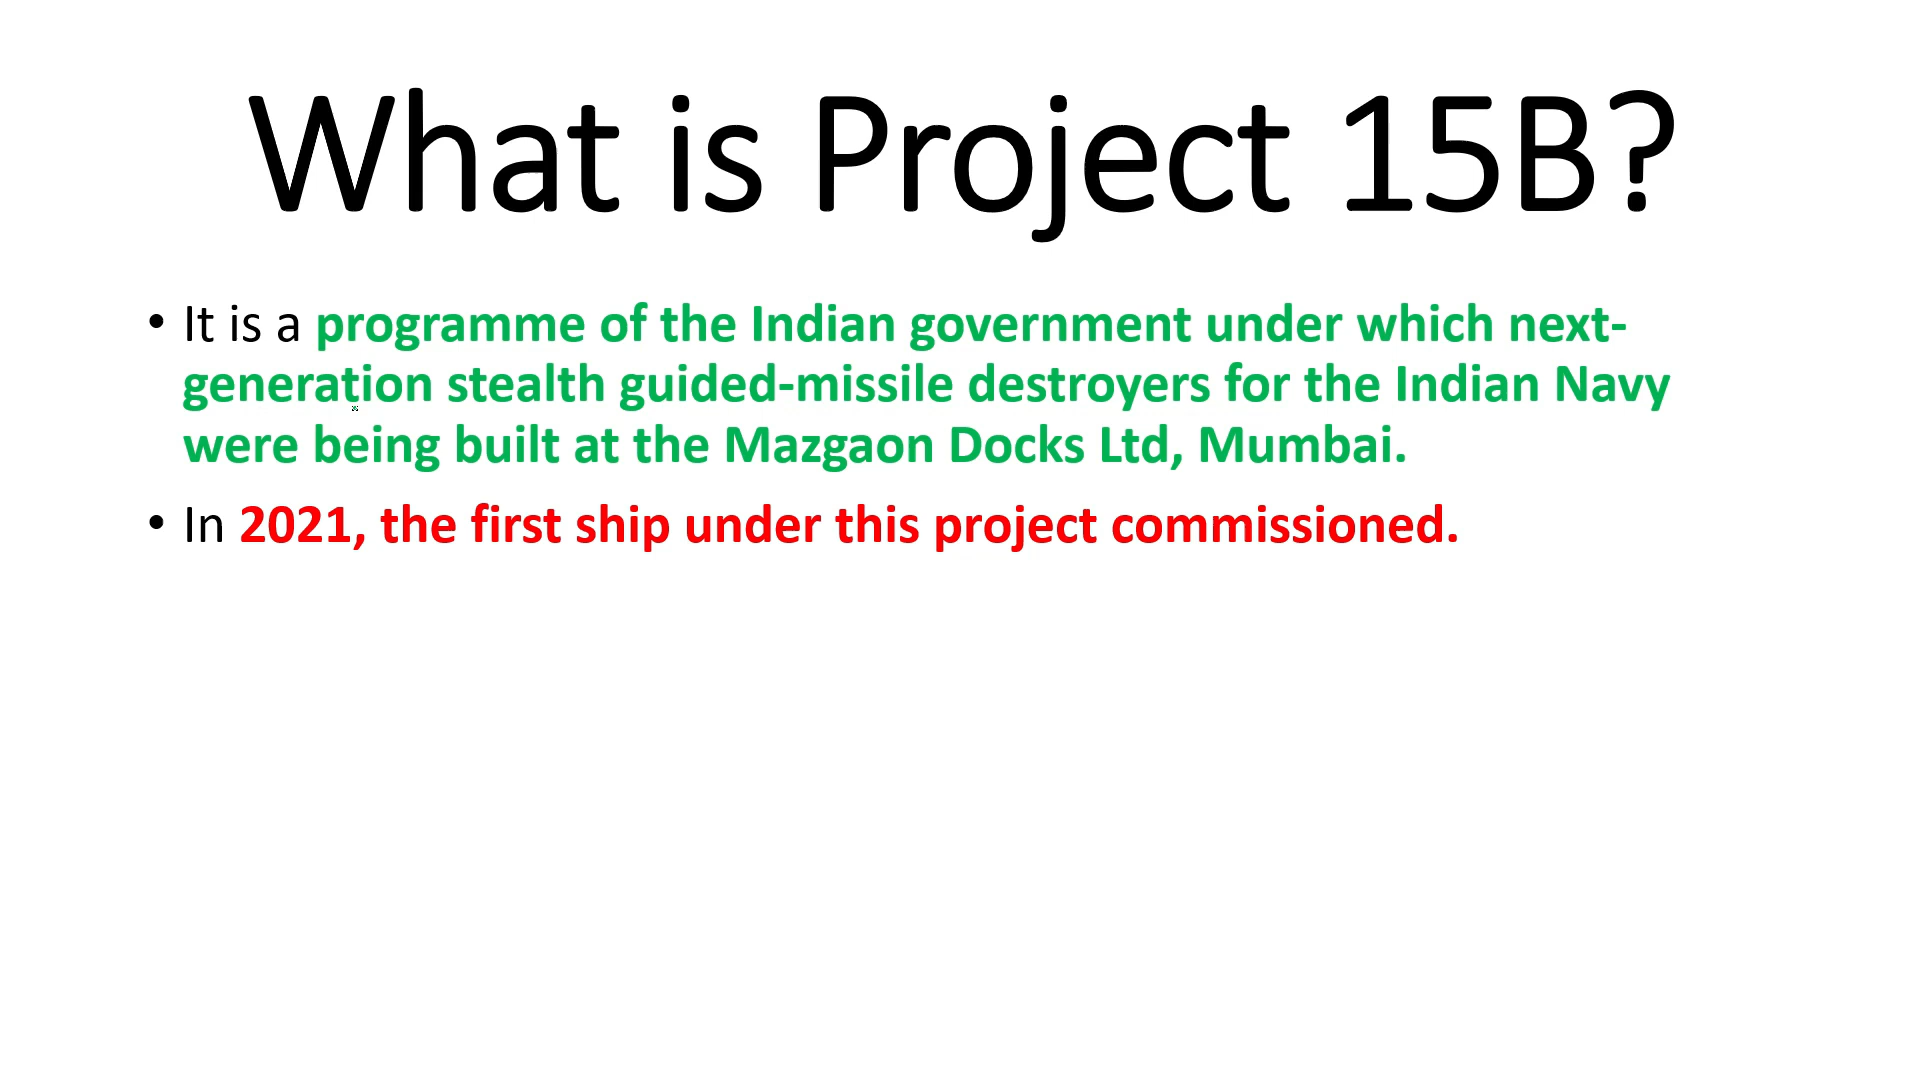 What is Project 15B?
• It is a programme of the Indian government under which next-
generation stealth guided-missile destroyers for the Indian Navy
were being built at the Mazgaon Docks Ltd, Mumbai.
• In 2021, the first ship under this project commissioned.